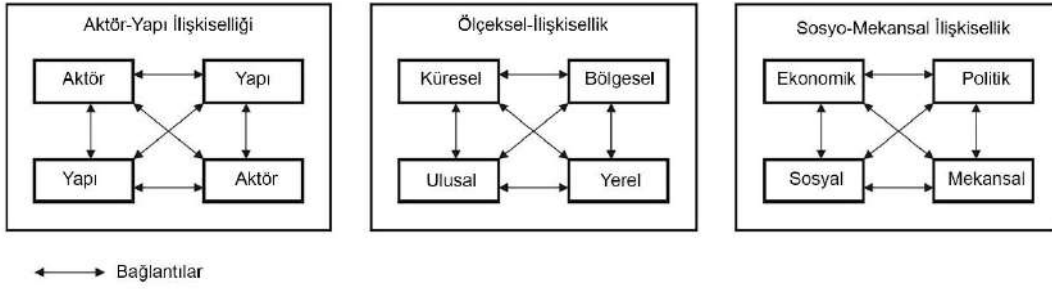 Aktör-Yapı İlişkiselliği
Aktör
Yapı
Yapı
Aktör
Ölçeksel-İlişkisellik
Küresel
Bölgesel
Ulusal
Yerel
Sosyo-Mekansal İlişkisellik
Ekonomik
Politik
Sosyal
Mekansal
Bağlantılar